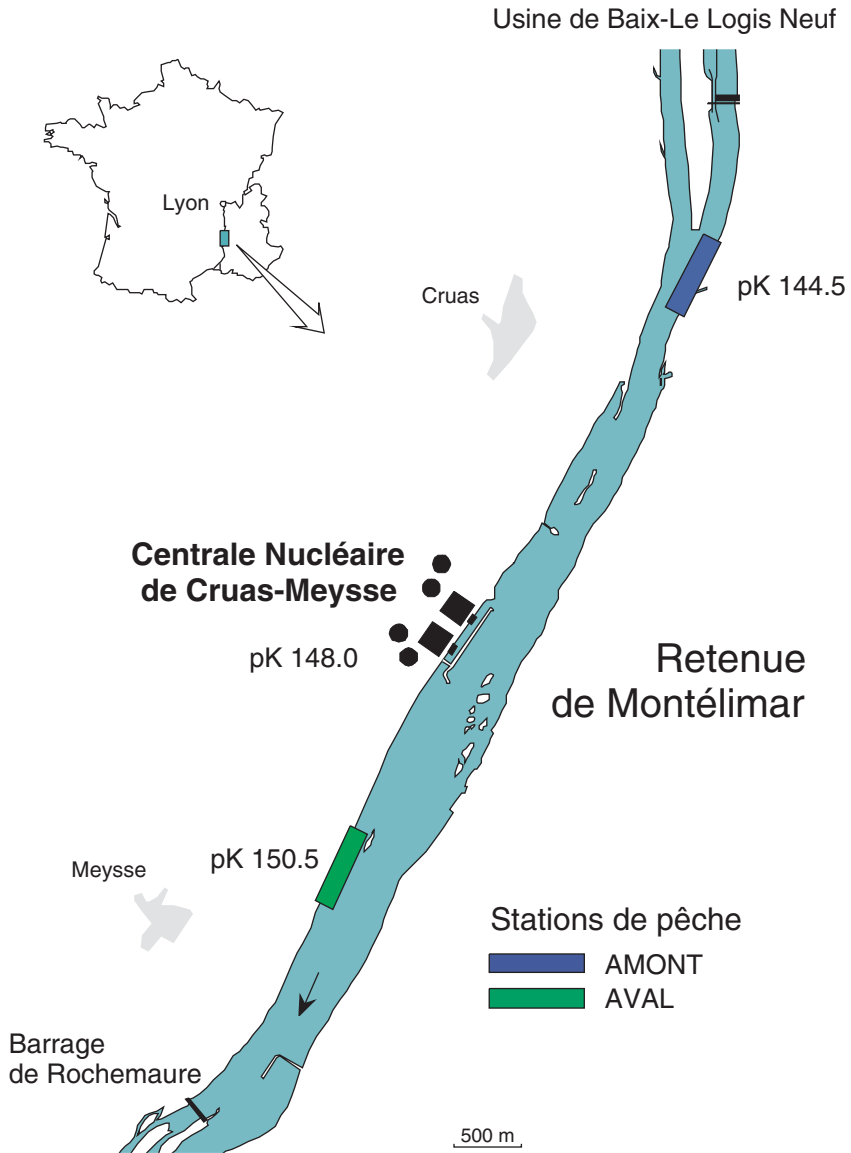 Usine de Baix-Le Logis Neuf
Lyon
Cruas
pK 144.5
Centrale Nucléaire
de Cruas-Meysse
pK 148.0
Retenue
de Montélimar
pK 150.5
Meysse
Stations de pêche
AMONT
AVAL
Barrage
de Rochemaure
500 m